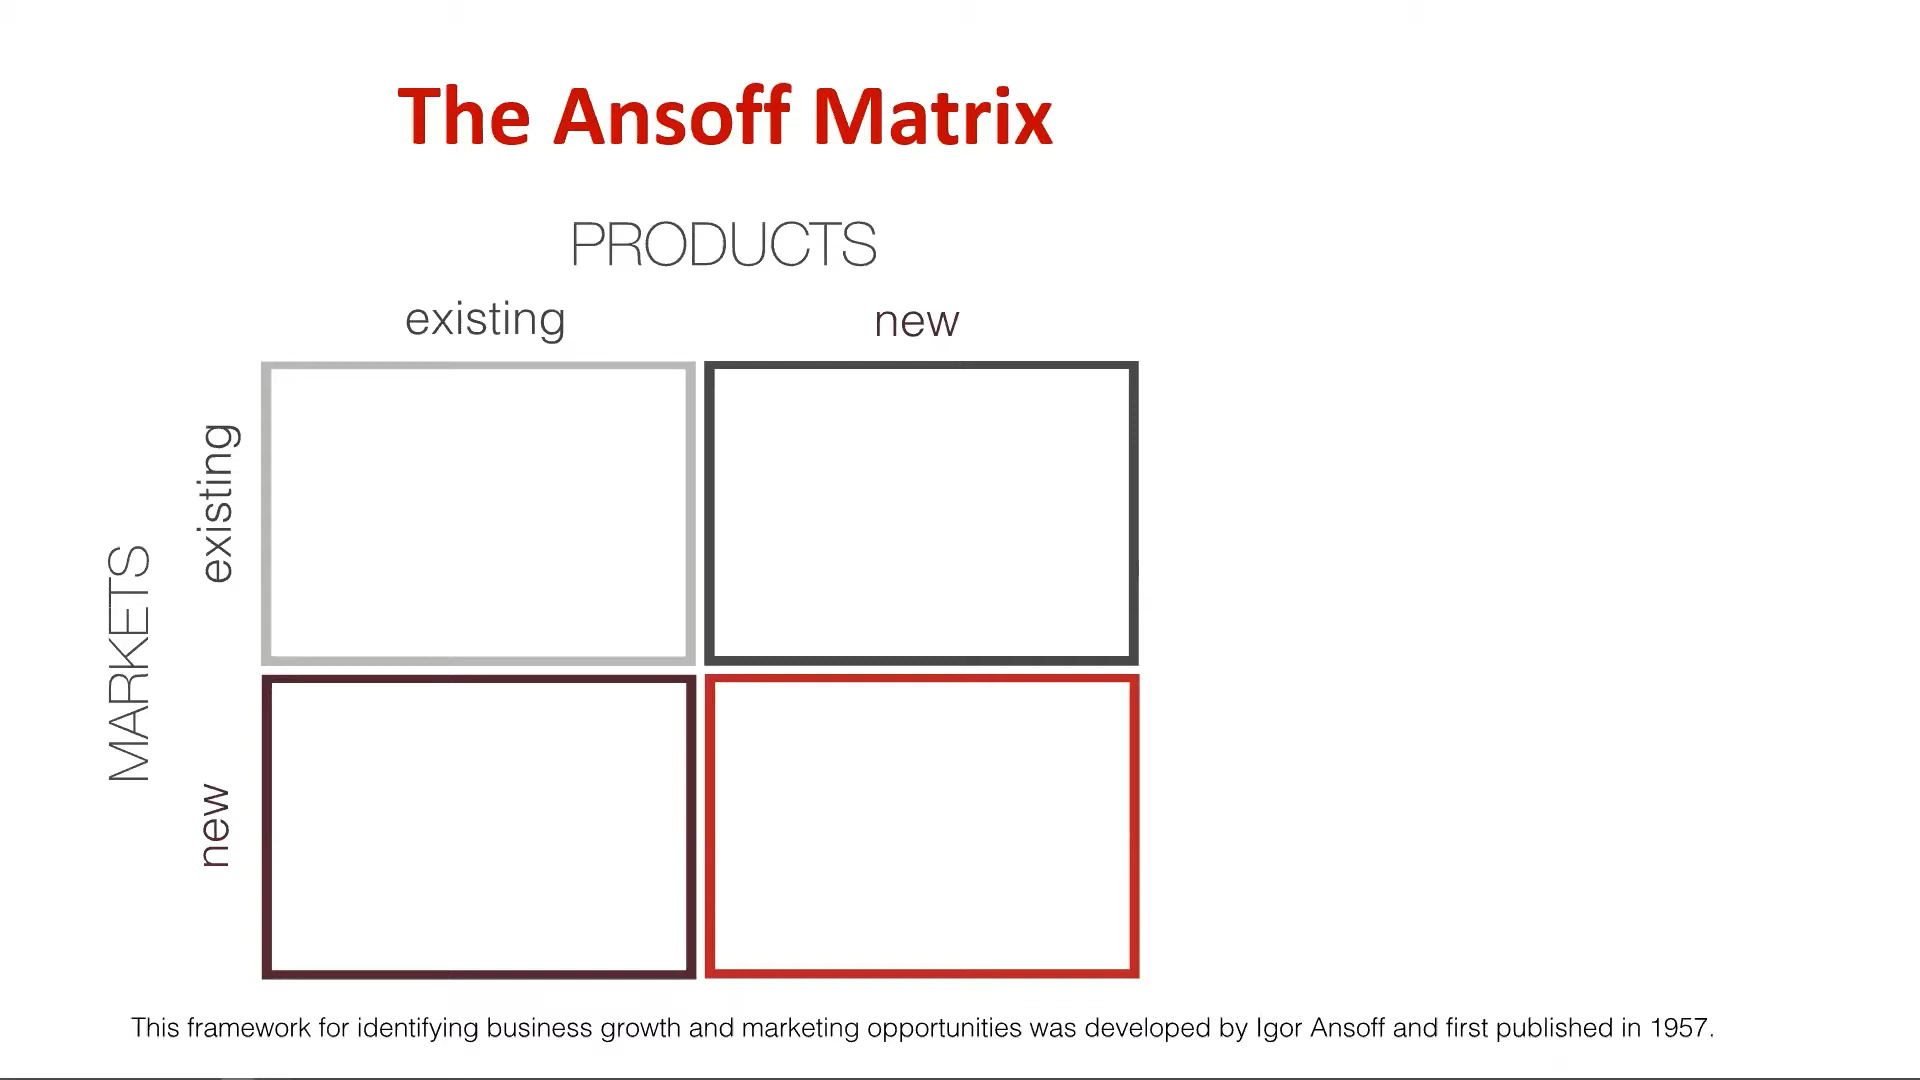 The Ansoff Matrix
PRODUCTS
existing
new
MARKETS
existing
new
This framework for identifying business growth and marketing opportunities was developed by Igor Ansoff and first published in 1957.